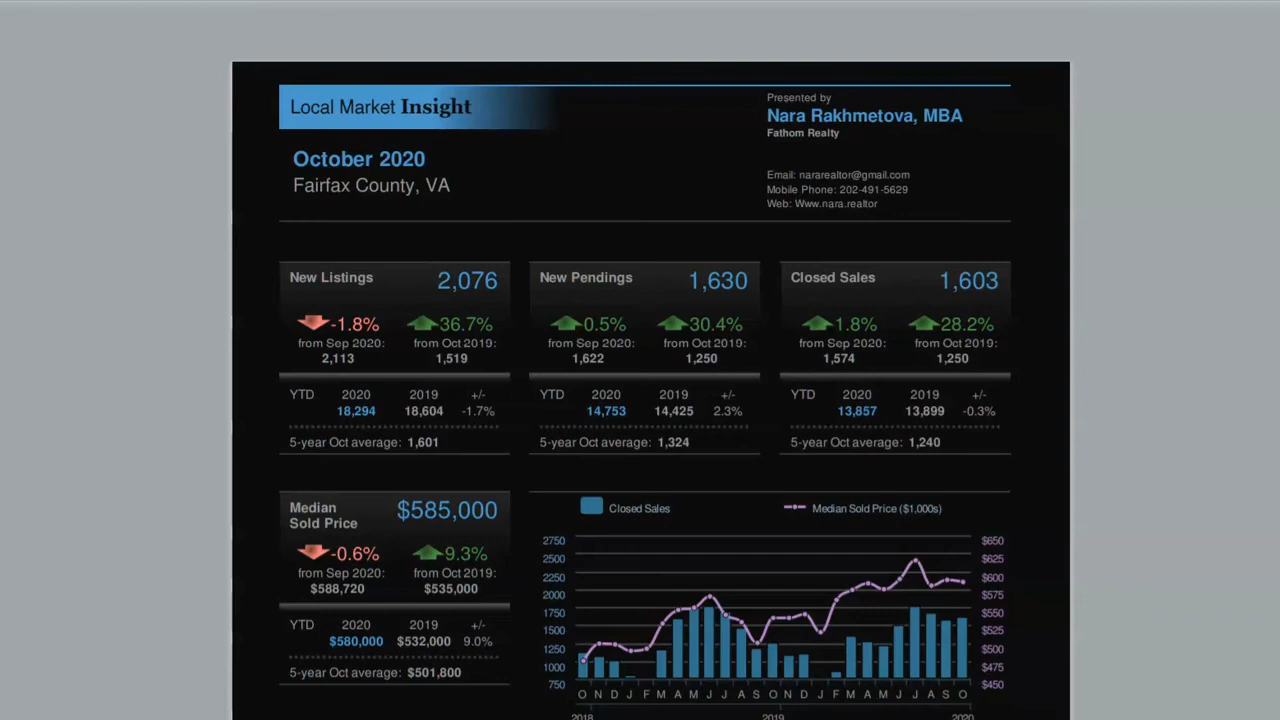 Local Market Insight
Presented by
Nara Rakhmetova, MBA
Fathom Realty
October 2020
Fairfax County, VA
Email: nararealtor@gmail.com
Mobile Phone: 202-491-5629
Web: Www.nara.realtor
New Listings 2,076
-1.8% 36.7%
from Sep 2020: from Oct 2019:
2,113 1,519
YTD 2020 2019 +/-
18,294 18,604 -1.7%
5-year Oct average: 1,601
New Pendings 1,630
0.5% 30.4%
from Sep 2020: from Oct 2019:
1,622 1,250
YTD 2020 2019 +/-
14,753 14,425 2.3%
5-year Oct average: 1,324
Closed Sales 1,603
1.8% 28.2%
from Sep 2020: from Oct 2019:
1,574 1,250
YTD 2020 2019 +/-
13,857 13,899 -0.3%
5-year Oct average: 1,240
Median
Sold Price $585,000
-0.6% 9.3%
from Sep 2020: from Oct 2019:
$588,720 $535,000
YTD 2020 2019 +/-
$580,000 $532,000 9.0%
5-year Oct average: $501,800
Closed Sales Median Sold Price ($1,000s)
2750 $650
2500 $625
2250 $600
2000 $575
1750 $550
1500 $525
1250 $500
1000 $475
750 $450
O N D J F M A M J J A S O N D J F M A M J J A S O
2018 2019 2020